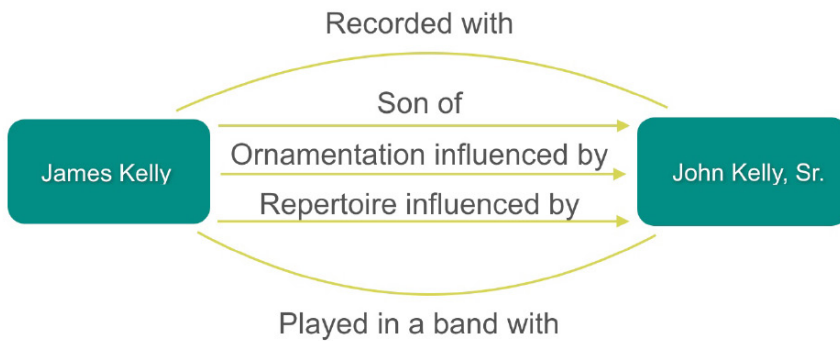 Recorded with
Son of
Ornamentation influenced by
James Kelly
John Kelly, Sr.
Repertoire influenced by
Played in a band with